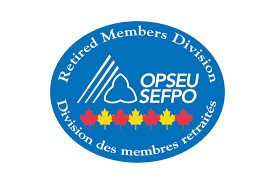 Retired Members Division
OPSEU
SEFPO
Division des membres retraités